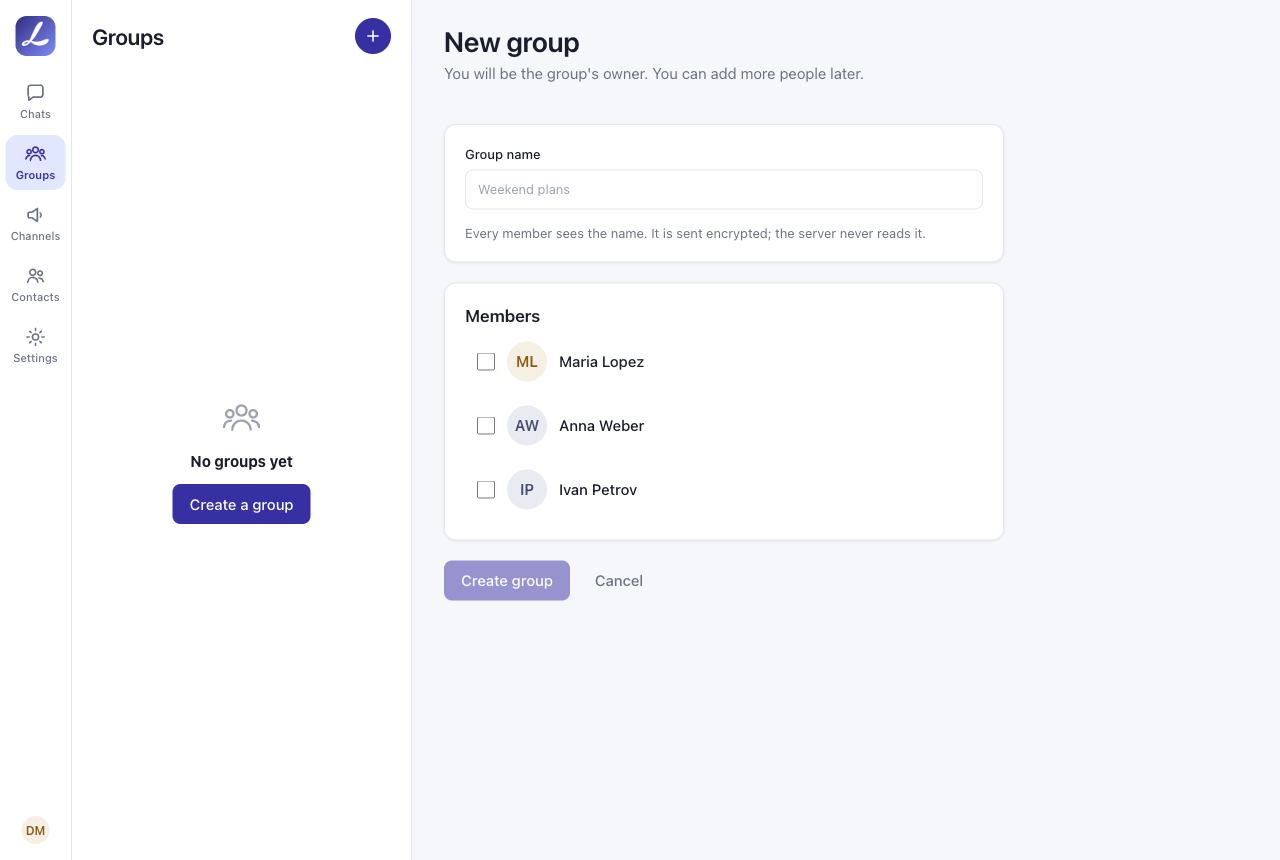 L
Chats
Groups
Channels
Contacts
Settings
DM
Groups
No groups yet
Create a group
New group
You will be the group's owner. You can add more people later.
Group name
Weekend plans
Every member sees the name. It is sent encrypted; the server never reads it.
Members
ML Maria Lopez
AW Anna Weber
IP Ivan Petrov
Create group Cancel